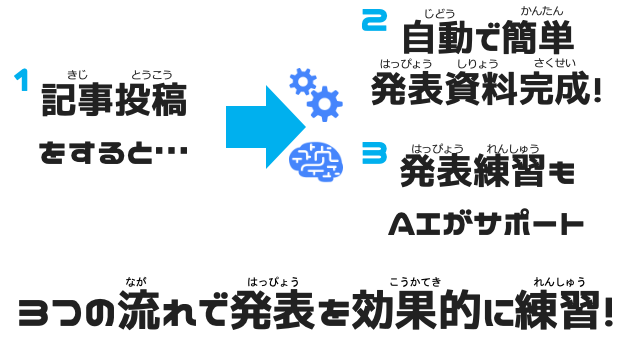 1
きじ とうこう
記事投稿
をすると…
2
じどう かんたん
自動で簡単
はっぴょう しりょう さくせい
発表資料完成!
3
はっぴょう れんしゅう
発表練習も
AIがサポート
なが はっぴょう こうかてき れんしゅう
3つの流れで発表を効果的に練習!